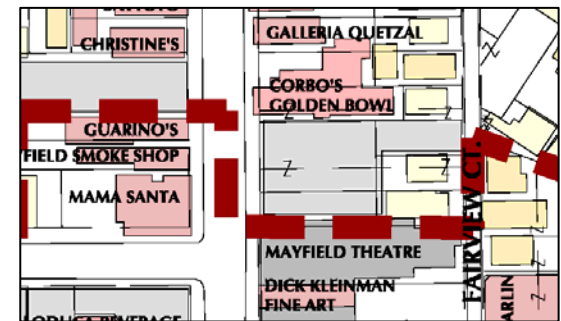 CHRISTINE'S
GALLERIA QUETZAL
CORBO'S
GOLDEN BOWL
GUARINO'S
FIELD SMOKE SHOP
MAMA SANTA
MAYFIELD THEATRE
DICK KLEINMAN
FINE ART
FAIRVIEW CT.
ARLIN